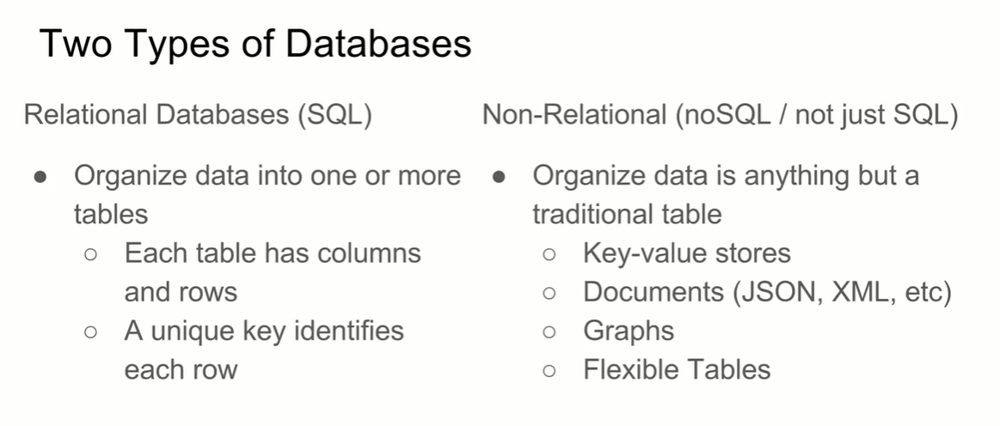 Two Types of Databases
Relational Databases (SQL)
● Organize data into one or more
tables
○ Each table has columns
and rows
○ A unique key identifies
each row
Non-Relational (noSQL / not just SQL)
● Organize data is anything but a
traditional table
○ Key-value stores
○ Documents (JSON, XML, etc)
○ Graphs
○ Flexible Tables